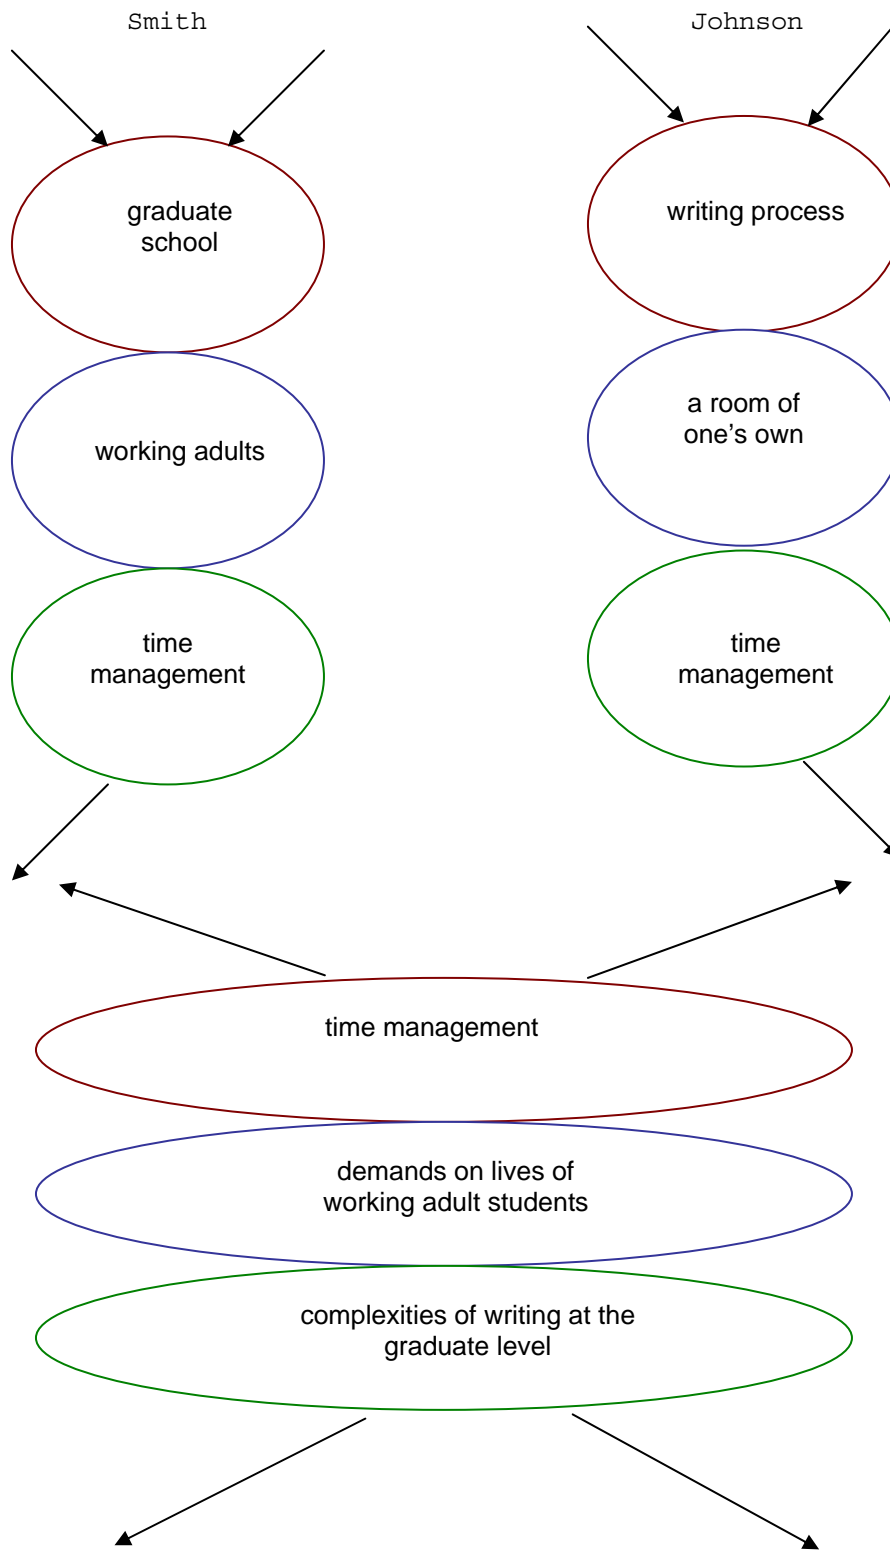 Smith
graduate
school
working adults
time
management
Johnson
writing process
a room of
one’s own
time
management
time management
demands on lives of
working adult students
complexities of writing at the
graduate level